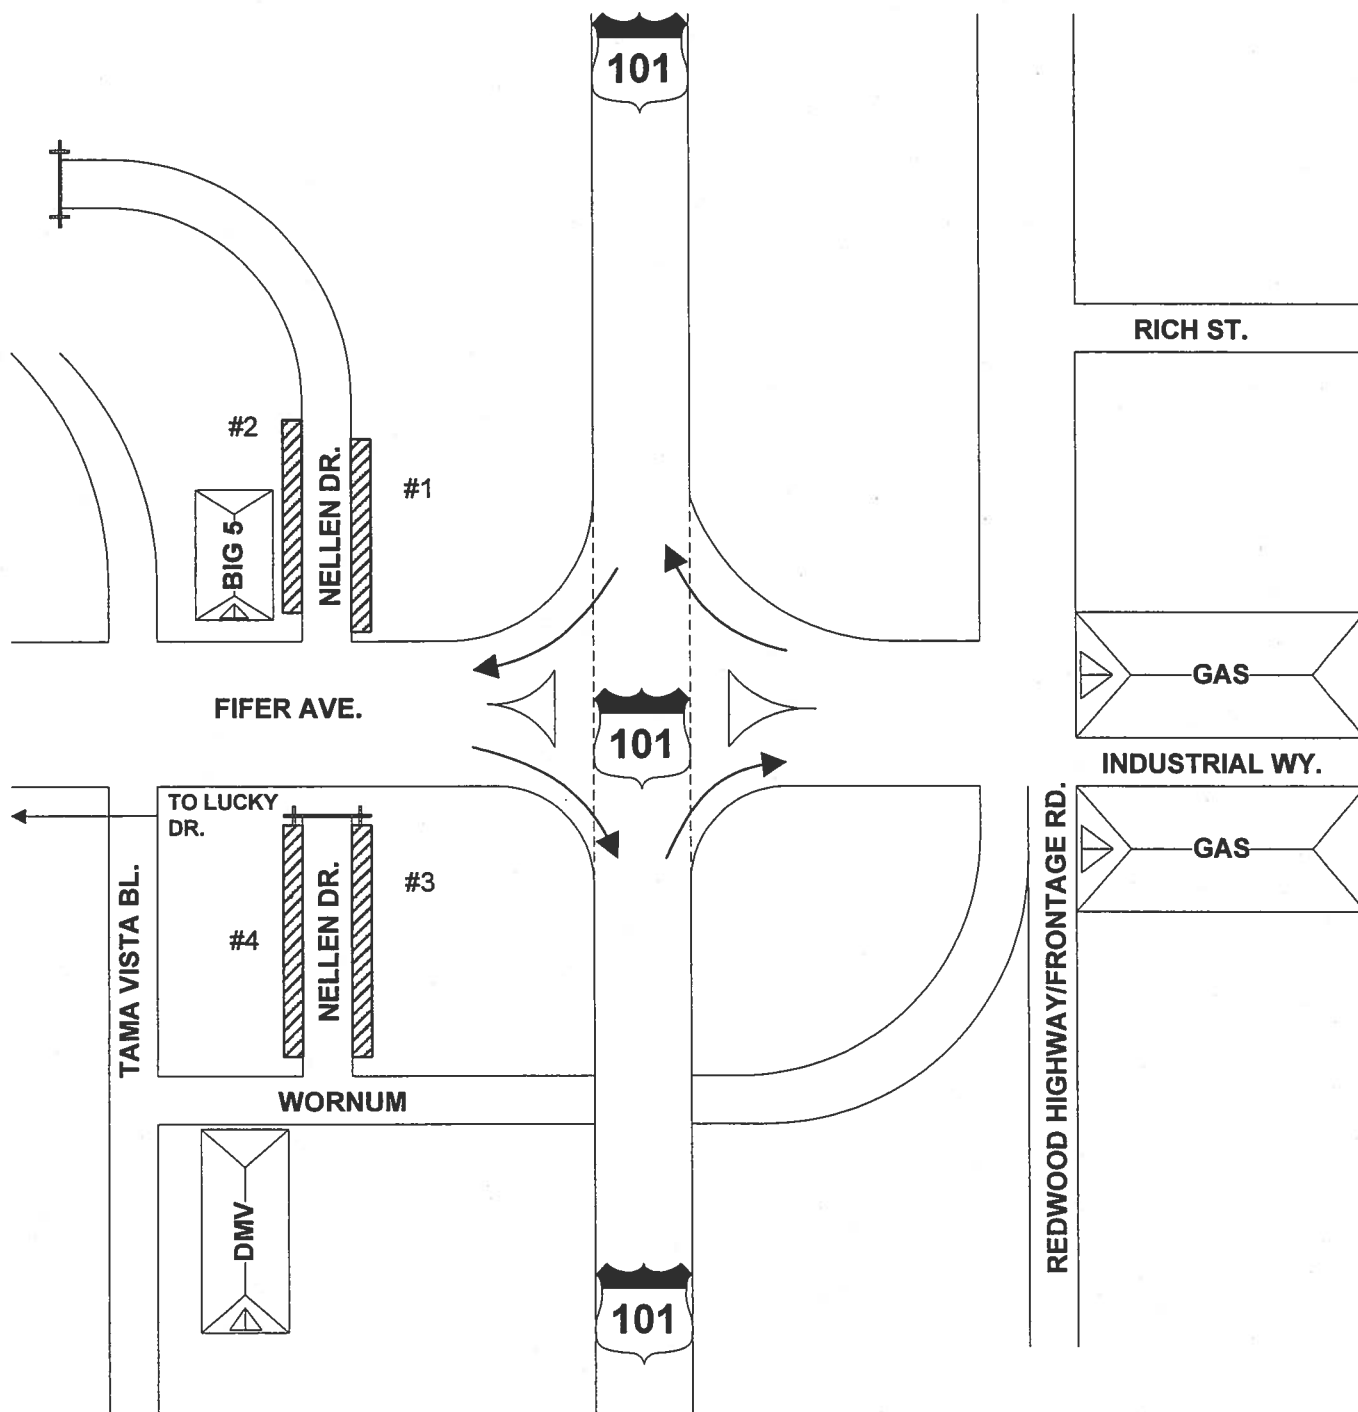 101
RICH ST.
#2
NELLEN DR.
#1
BIG 5
FIFER AVE.
101
GAS
INDUSTRIAL WY.
TO LUCKY
DR.
GAS
TAMA VISTA BL.
#4
NELLEN DR.
#3
REDWOOD HIGHWAY/FRONTAGE RD.
WORNUM
DMV
101